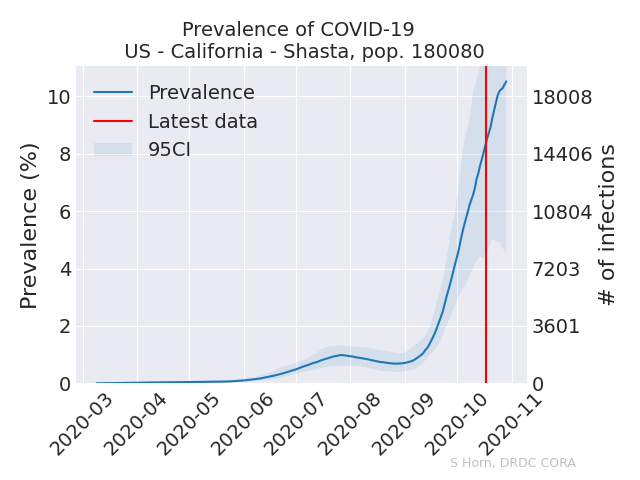 Prevalence of COVID-19
US - California - Shasta, pop. 180080
Prevalence
Latest data
95CI
Prevalence (%)
10
8
6
4
2
0
18008
14406
10804
7203
3601
0
# of infections
2020-03
2020-04
2020-05
2020-06
2020-07
2020-08
2020-09
2020-10
2020-11
S Horn, DRDC CORA